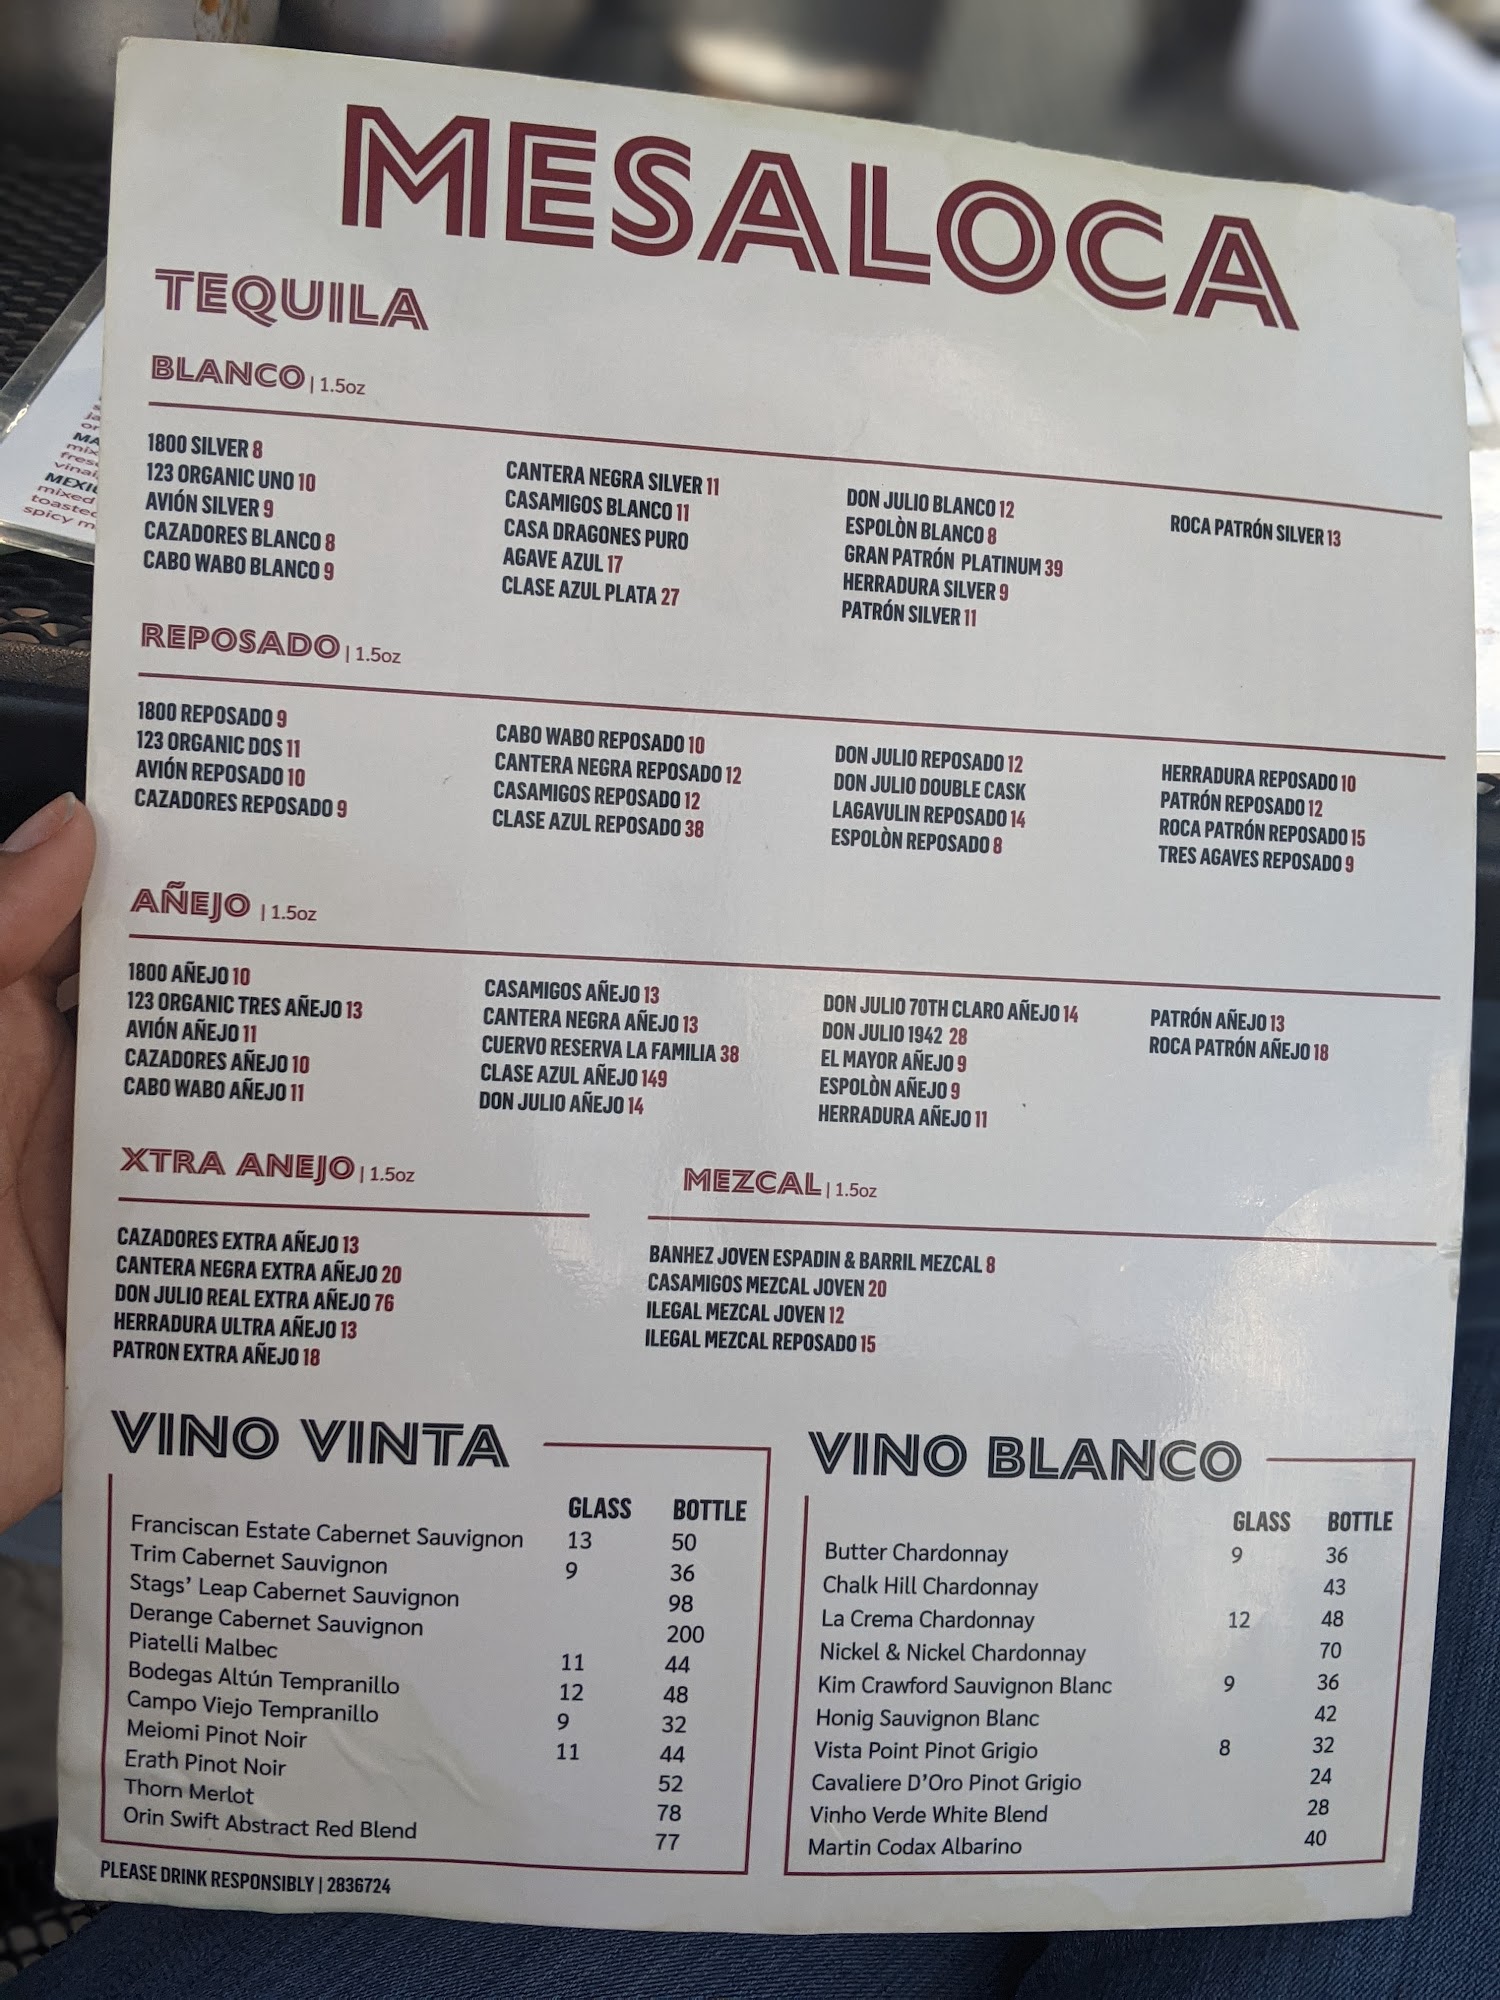 MESALOCA
TEQUILA
BLANCO | 1.5oz
1800 SILVER 8
123 ORGANIC UNO 10
AVIÓN SILVER 9
CAZADORES BLANCO 8
CABO WABO BLANCO 9
CANTERA NEGRA SILVER 11
CASAMIGOS BLANCO 11
CASA DRAGONES PURO
AGAVE AZUL 17
CLASE AZUL PLATA 27
DON JULIO BLANCO 12
ESPOLÒN BLANCO 8
GRAN PATRÓN PLATINUM 39
HERRADURA SILVER 9
PATRÓN SILVER 11
ROCA PATRÓN SILVER 13
REPOSADO | 1.5oz
1800 REPOSADO 9
123 ORGANIC DOS 11
AVIÓN REPOSADO 10
CAZADORES REPOSADO 9
CABO WABO REPOSADO 10
CANTERA NEGRA REPOSADO 12
CASAMIGOS REPOSADO 12
CLASE AZUL REPOSADO 38
DON JULIO REPOSADO 12
DON JULIO DOUBLE CASK
LAGAVULIN REPOSADO 14
ESPOLÒN REPOSADO 8
HERRADURA REPOSADO 10
PATRÓN REPOSADO 12
ROCA PATRÓN REPOSADO 15
TRES AGAVES REPOSADO 9
AÑEJO | 1.5oz
1800 AÑEJO 10
123 ORGANIC TRES AÑEJO 13
AVIÓN AÑEJO 11
CAZADORES AÑEJO 10
CABO WABO AÑEJO 11
CASAMIGOS AÑEJO 13
CANTERA NEGRA AÑEJO 13
CUERVO RESERVA LA FAMILIA 38
CLASE AZUL AÑEJO 149
DON JULIO AÑEJO 14
DON JULIO 70TH CLARO AÑEJO 14
DON JULIO 1942 28
EL MAYOR AÑEJO 9
ESPOLÒN AÑEJO 9
HERRADURA AÑEJO 11
PATRÓN AÑEJO 13
ROCA PATRÓN AÑEJO 18
XTRA ANEJO | 1.5oz
CAZADORES EXTRA AÑEJO 13
CANTERA NEGRA EXTRA AÑEJO 20
DON JULIO REAL EXTRA AÑEJO 76
HERRADURA ULTRA AÑEJO 13
PATRON EXTRA AÑEJO 18
MEZCAL | 1.5oz
BANHEZ JOVEN ESPADIN & BARRIL MEZCAL 8
CASAMIGOS MEZCAL JOVEN 20
ILEGAL MEZCAL JOVEN 12
ILEGAL MEZCAL REPOSADO 15
VINO VINTA
GLASS BOTTLE
Franciscan Estate Cabernet Sauvignon 13 50
Trim Cabernet Sauvignon 9 36
Stags' Leap Cabernet Sauvignon 98
Derange Cabernet Sauvignon 200
Piatelli Malbec 11 44
Bodegas Altún Tempranillo 12 48
Campo Viejo Tempranillo 9 32
Meiomi Pinot Noir 11 44
Erath Pinot Noir 52
Thorn Merlot 78
Orin Swift Abstract Red Blend 77
VINO BLANCO
GLASS BOTTLE
Butter Chardonnay 9 36
Chalk Hill Chardonnay 43
La Crema Chardonnay 12 48
Nickel & Nickel Chardonnay 70
Kim Crawford Sauvignon Blanc 9 36
Honig Sauvignon Blanc 42
Vista Point Pinot Grigio 8 32
Cavaliere D'Oro Pinot Grigio 24
Vinho Verde White Blend 28
Martin Codax Albarino 40
PLEASE DRINK RESPONSIBLY | 2836724
mixed
toasted
spicy